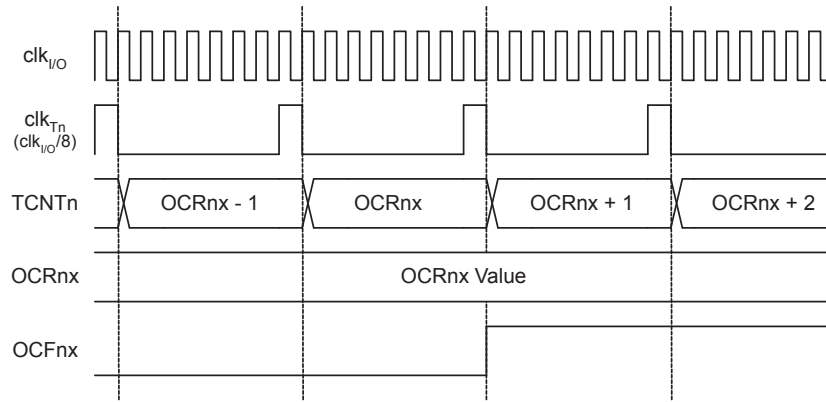 clkI/O
clkTn
(clkI/O/8)
TCNTn OCRnx - 1 OCRnx OCRnx + 1 OCRnx + 2
OCRnx OCRnx Value
OCFnx